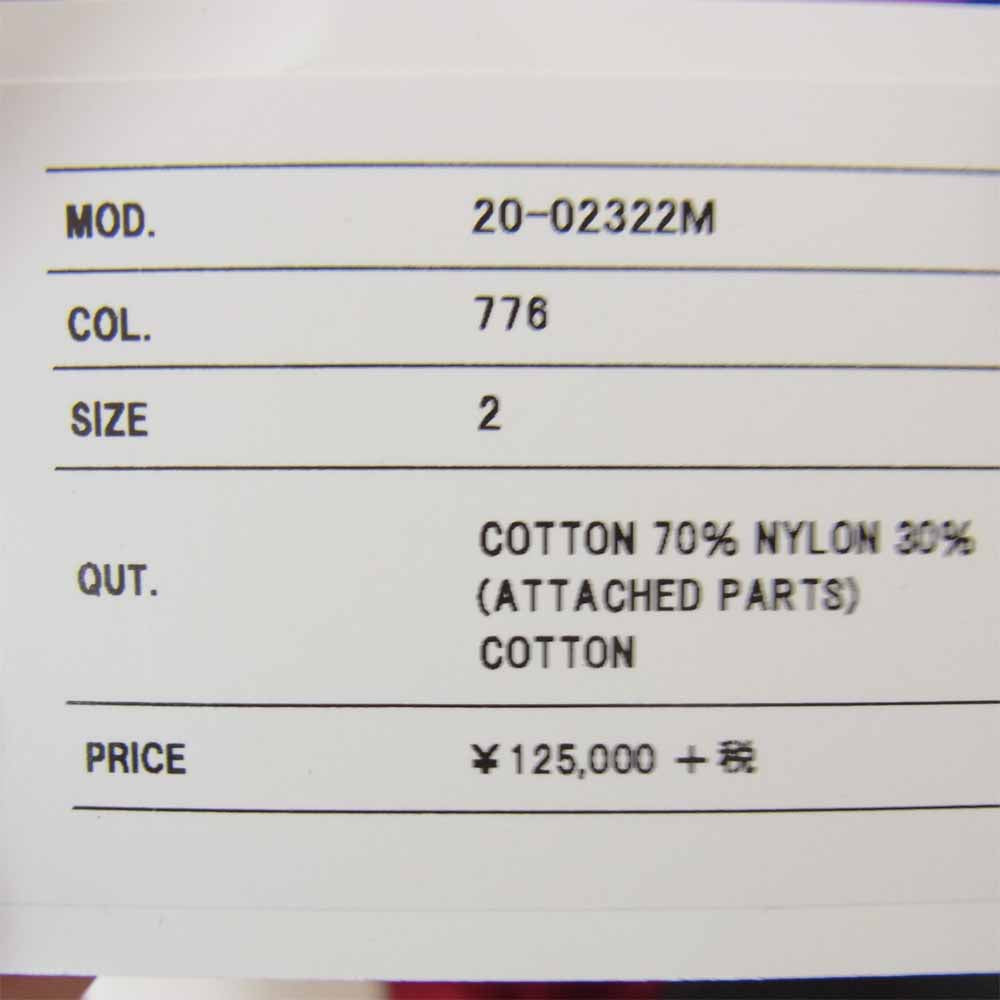 MOD. 20-02322M
COL. 776
SIZE 2
QUT. COTTON 70% NYLON 30%
(ATTACHED PARTS)
COTTON
PRICE ¥125,000 +税